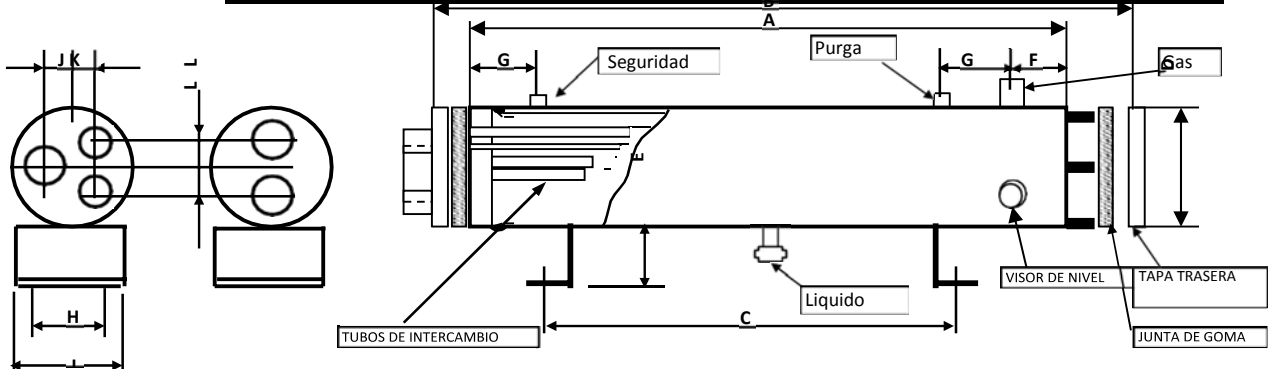 A
J K
L
L
G
Seguridad
Purga
G
F
Gas
E
VISOR DE NIVEL
TAPA TRASERA
Liquido
H
C
TUBOS DE INTERCAMBIO
JUNTA DE GOMA